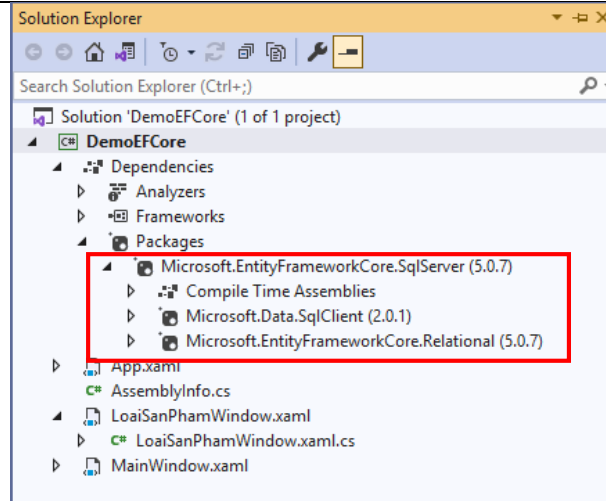 Solution Explorer
Search Solution Explorer (Ctrl+;)
Solution 'DemoEFCore' (1 of 1 project)
C# DemoEFCore
Dependencies
Analyzers
Frameworks
Packages
Microsoft.EntityFrameworkCore.SqlServer (5.0.7)
Compile Time Assemblies
Microsoft.Data.SqlClient (2.0.1)
Microsoft.EntityFrameworkCore.Relational (5.0.7)
App.xaml
C# AssemblyInfo.cs
LoaiSanPhamWindow.xaml
C# LoaiSanPhamWindow.xaml.cs
MainWindow.xaml